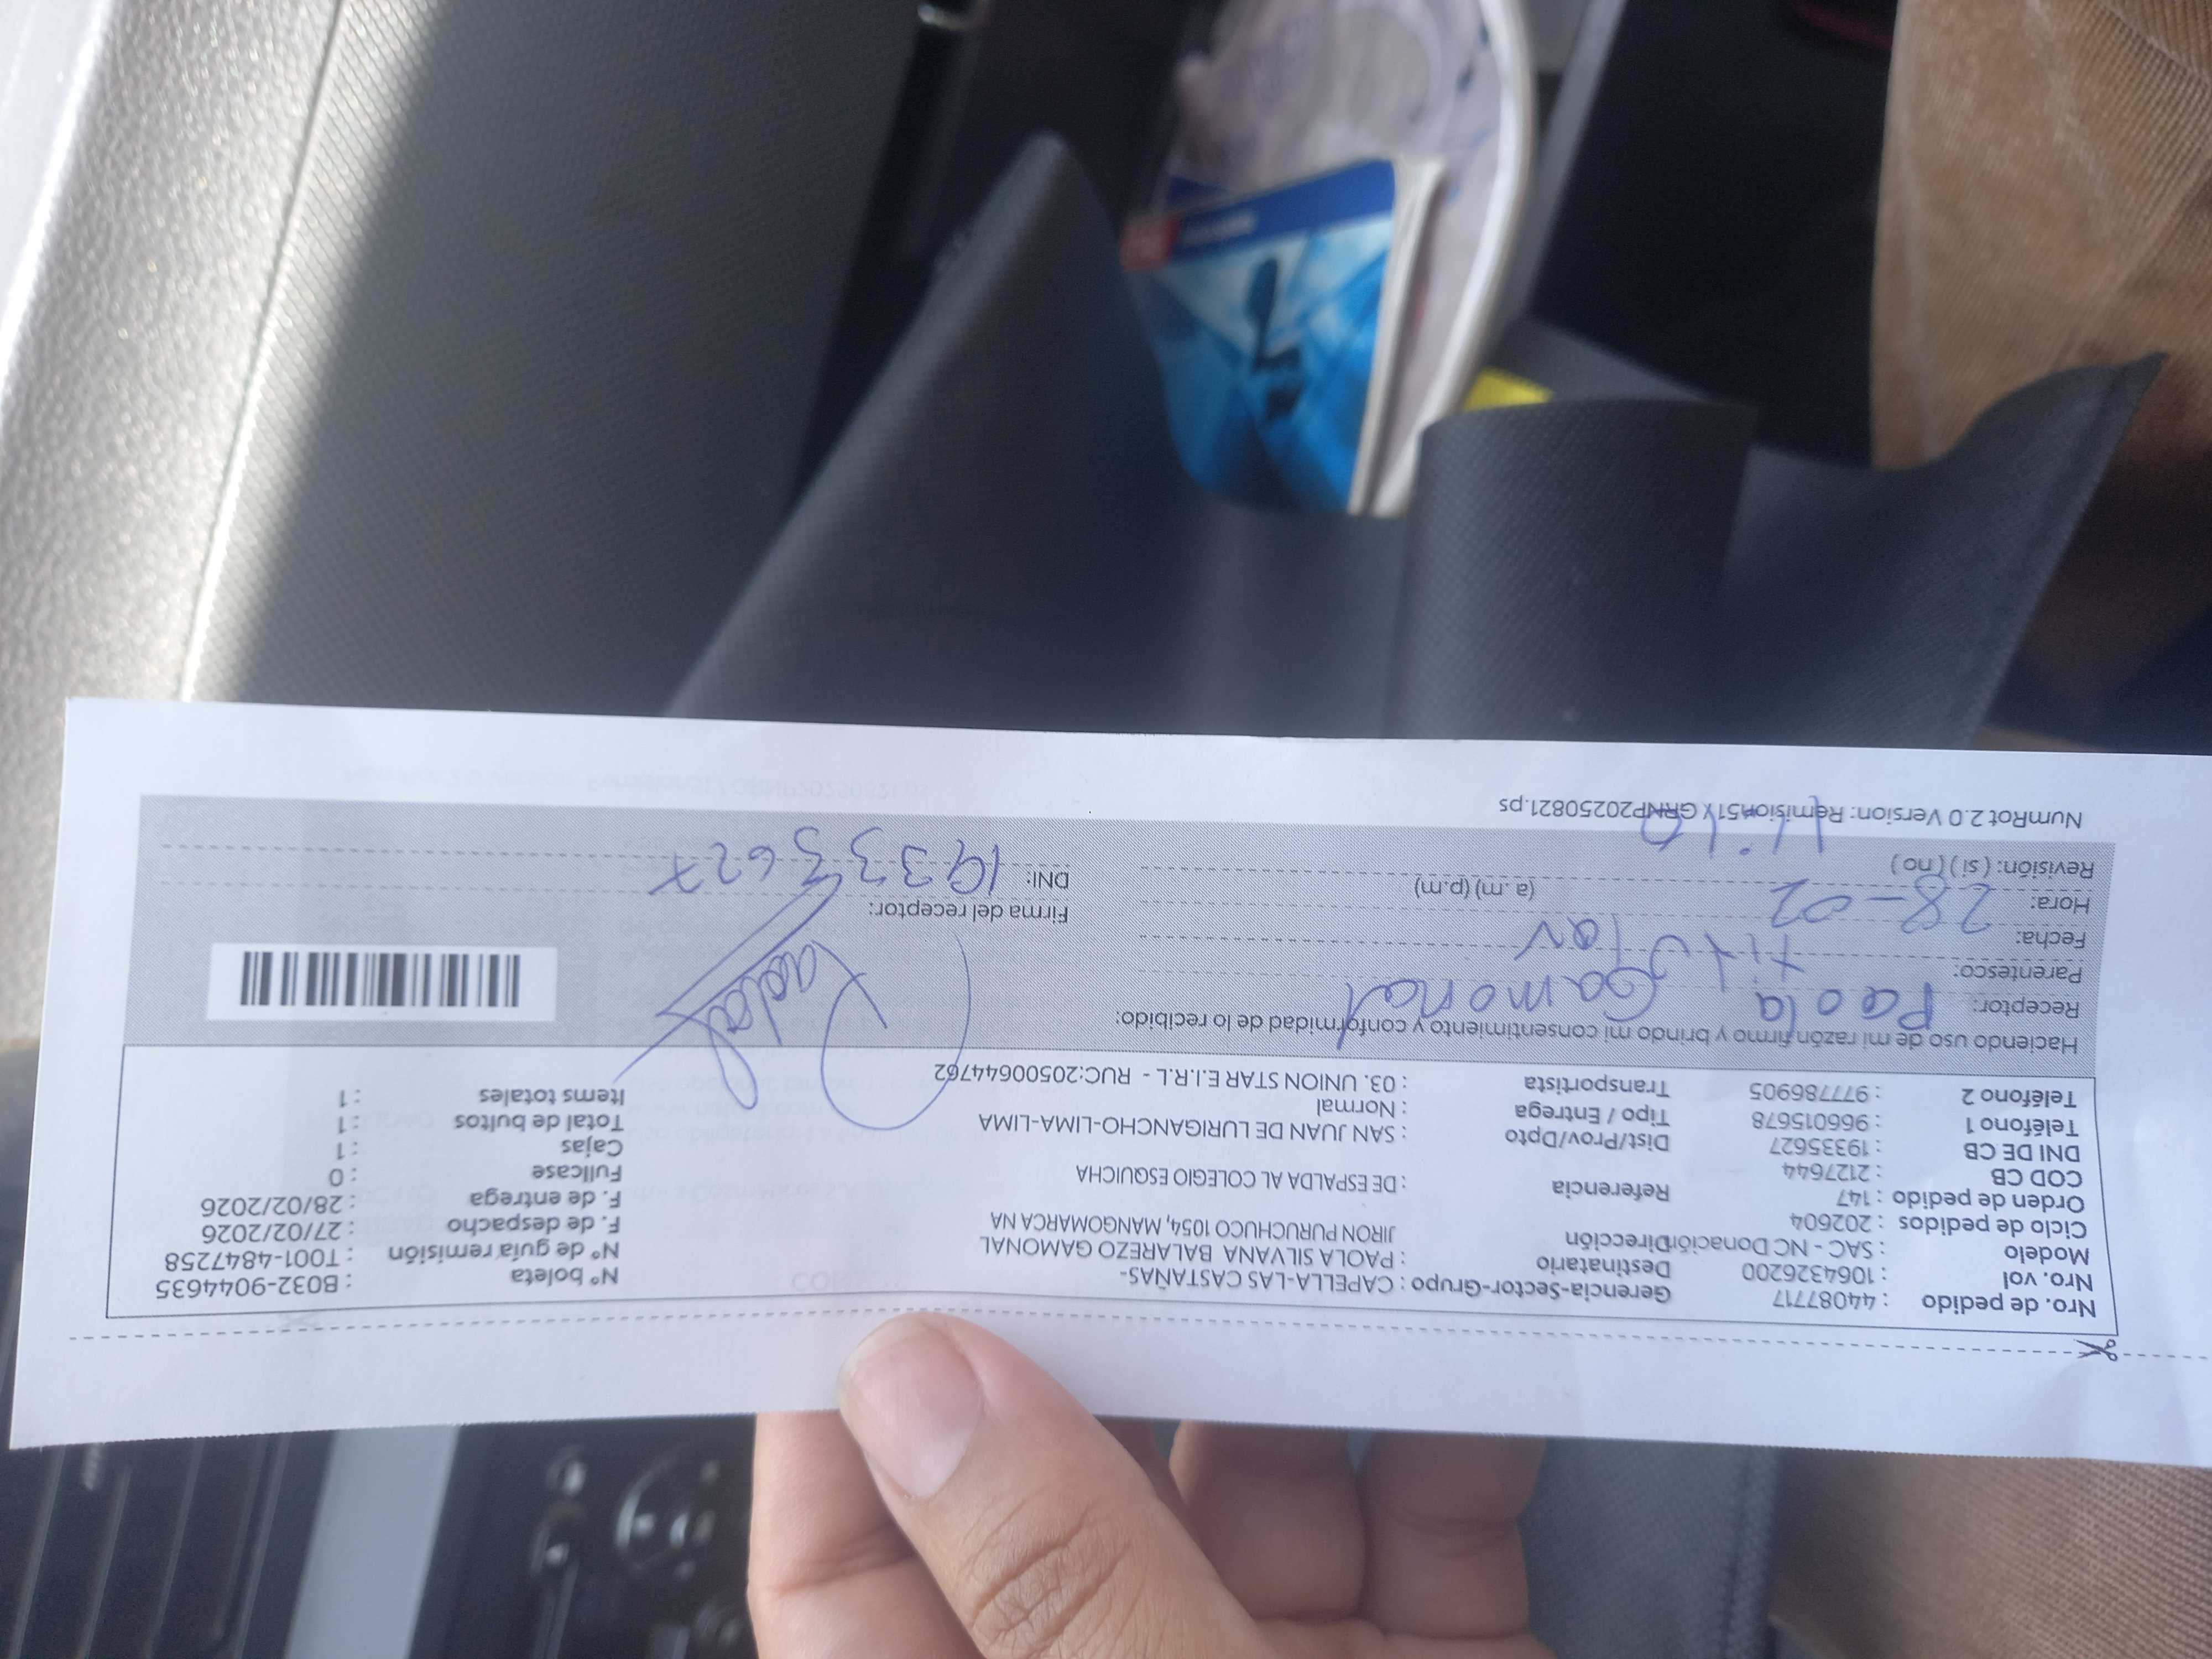 Nro. de pedido : 44087717
Nro. vol : 1064326200
Modelo : SAC - NC Donación
Ciclo de pedidos : 202604
Orden de pedido : 147
COD CB : 2127644
DNI DE CB : 19335627
Teléfono 1 : 966015678
Teléfono 2 : 977786905
Gerencia-Sector-Grupo : CAPELLA-LAS CASTAÑAS-
Destinatario : PAOLA SILVANA BALAREZO GAMONAL
Dirección JIRON PURUCHUCO 1054, MANGOMARCA NA
Referencia : DE ESPALDA AL COLEGIO ESQUICHA
Dist/Prov/Dpto : SAN JUAN DE LURIGANCHO-LIMA-LIMA
Tipo / Entrega : Normal
Transportista : 03. UNION STAR E.I.R.L - RUC:20500644762
Nº boleta : B032-9044635
Nº de guía remisión : T001-4847258
F. de despacho : 27/02/2026
F. de entrega : 28/02/2026
Fullcase : 0
Cajas : 1
Total de bultos : 1
Items totales : 1
Haciendo uso de mi razón firmo y brindo mi consentimiento y conformidad de lo recibido:
Receptor: Paola Gamonal
Parentesco: titular
Fecha: 28-02
Hora: (a. m) (p.m)
Revisión: ( si ) ( no )
Firma del receptor:
DNI: 19335627
NumRot 2.0 Version: Remision51X GRNP20250821.ps